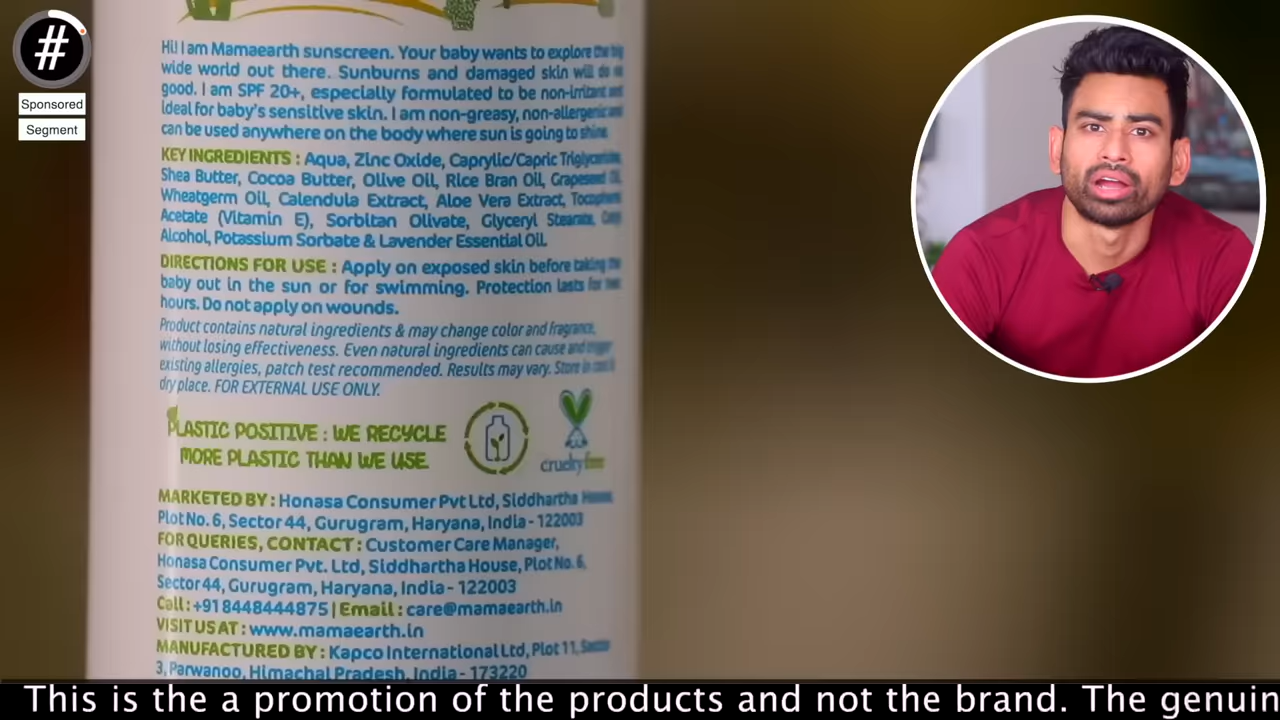 #
Sponsored
Segment
Hi! I am Mamaearth sunscreen. Your baby wants to explore the big
wide world out there. Sunburns and damaged skin will do no
good. I am SPF 20+, especially formulated to be non-irritant and
ideal for baby's sensitive skin. I am non-greasy, non-allergenic and
can be used anywhere on the body where sun is going to shine.
KEY INGREDIENTS : Aqua, Zinc Oxide, Caprylic/Capric Triglyceride,
Shea Butter, Cocoa Butter, Olive Oil, Rice Bran Oil, Grapeseed Oil,
Wheatgerm Oil, Calendula Extract, Aloe Vera Extract,
Acetate (Vitamin E), Sorbitan Olivate, Glyceryl Stearate,
Alcohol, Potassium Sorbate & Lavender Essential Oil.
DIRECTIONS FOR USE : Apply on exposed skin before taking the
baby out in the sun or for swimming. Protection lasts for
hours. Do not apply on wounds.
Product contains natural ingredients & may change color and fragrance,
without losing effectiveness. Even natural ingredients can cause and trigger
existing allergies, patch test recommended. Results may vary. Store in cool &
dry place. FOR EXTERNAL USE ONLY.
PLASTIC POSITIVE : WE RECYCLE
MORE PLASTIC THAN WE USE.
crueltyfree
MARKETED BY : Honasa Consumer Pvt Ltd, Siddhartha House,
Plot No. 6, Sector 44, Gurugram, Haryana, India - 122003
FOR QUERIES, CONTACT : Customer Care Manager,
Honasa Consumer Pvt. Ltd, Siddhartha House, Plot No. 6,
Sector 44, Gurugram, Haryana, India - 122003
Call : +91 8448444875 | Email : care@mamaearth.in
VISIT US AT : www.mamaearth.in
MANUFACTURED BY : Kapco International Ltd, Plot 11, Sector
3, Parwanoo, Himachal Pradesh, India - 173220
This is the a promotion of the products and not the brand. The genuin